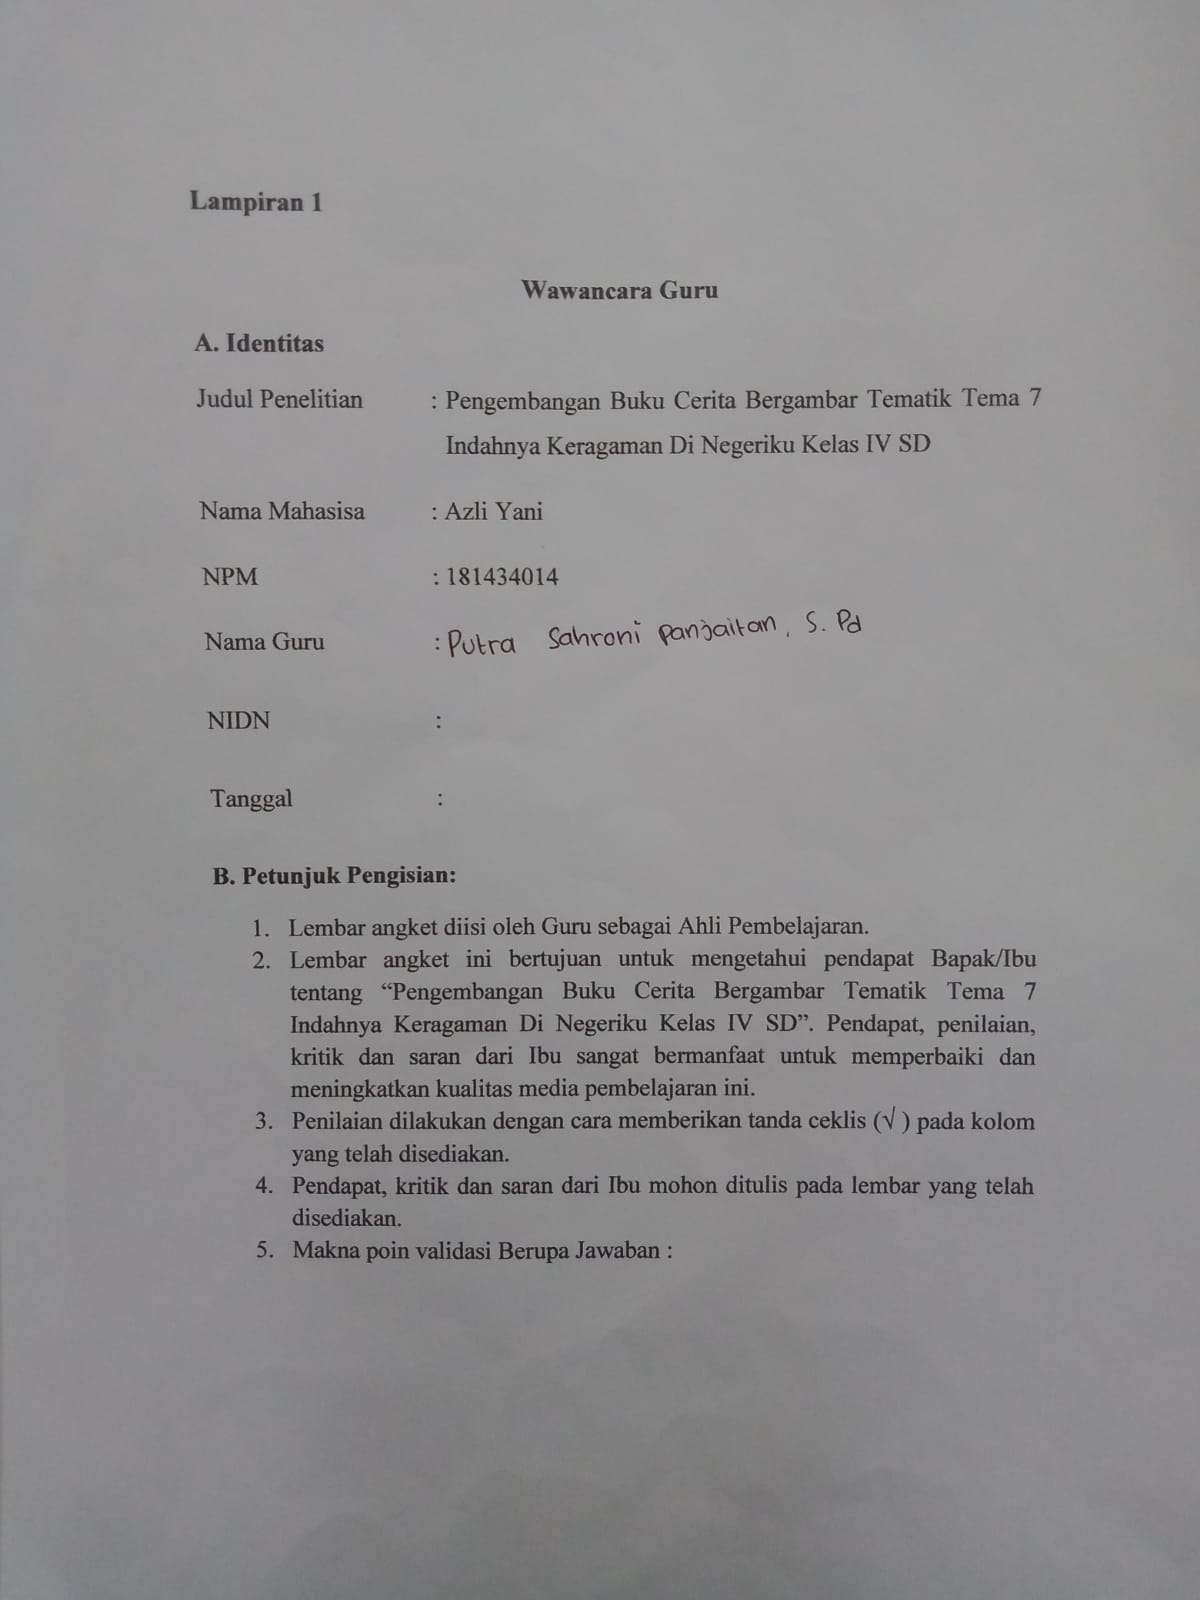 Lampiran 1
Wawancara Guru
A. Identitas
Judul Penelitian : Pengembangan Buku Cerita Bergambar Tematik Tema 7
Indahnya Keragaman Di Negeriku Kelas IV SD
Nama Mahasisa : Azli Yani
NPM : 181434014
Nama Guru : Putra Sahroni Panjaitan, S. Pd
NIDN :
Tanggal :
B. Petunjuk Pengisian:
1. Lembar angket diisi oleh Guru sebagai Ahli Pembelajaran.
2. Lembar angket ini bertujuan untuk mengetahui pendapat Bapak/Ibu
tentang “Pengembangan Buku Cerita Bergambar Tematik Tema 7
Indahnya Keragaman Di Negeriku Kelas IV SD”. Pendapat, penilaian,
kritik dan saran dari Ibu sangat bermanfaat untuk memperbaiki dan
meningkatkan kualitas media pembelajaran ini.
3. Penilaian dilakukan dengan cara memberikan tanda ceklis (√ ) pada kolom
yang telah disediakan.
4. Pendapat, kritik dan saran dari Ibu mohon ditulis pada lembar yang telah
disediakan.
5. Makna poin validasi Berupa Jawaban :